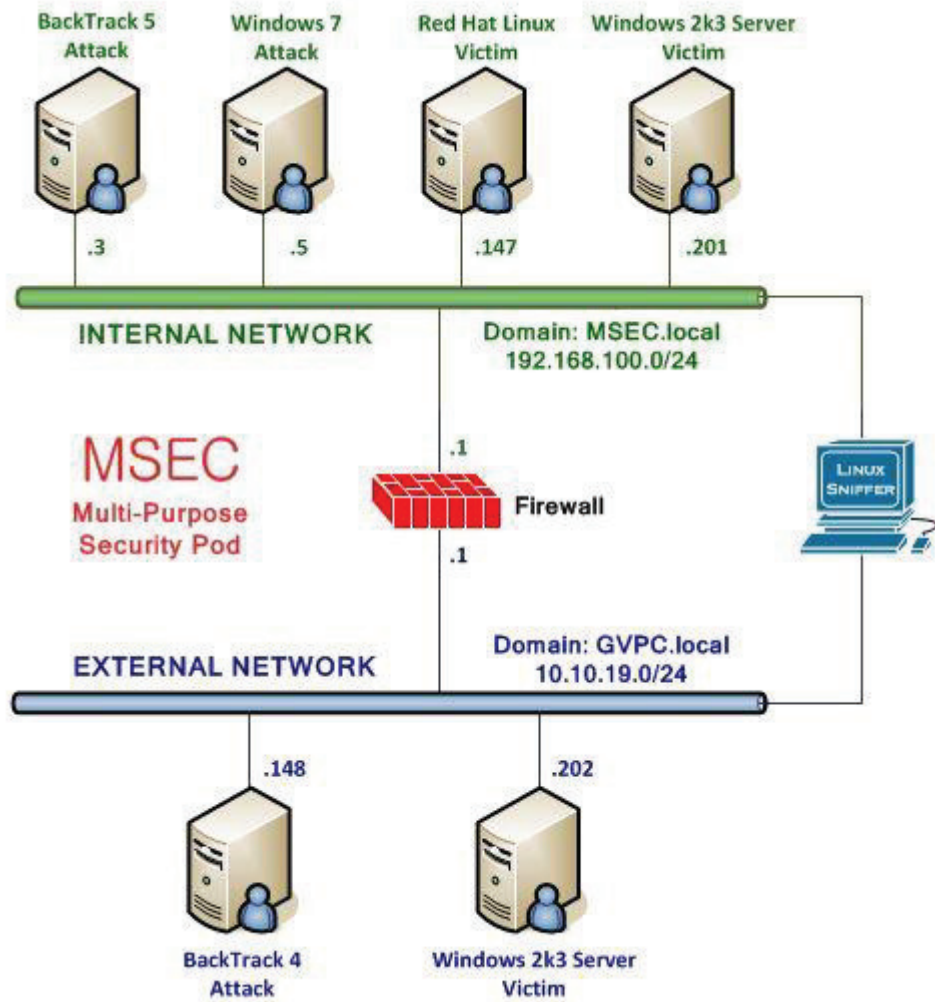 BackTrack 5
Attack
Windows 7
Attack
Red Hat Linux
Victim
Windows 2k3 Server
Victim
.3
.5
.147
.201
INTERNAL NETWORK
Domain: MSEC.local
192.168.100.0/24
MSEC
Multi-Purpose
Security Pod
.1
Firewall
.1
LINUX
SNIFFER
EXTERNAL NETWORK
Domain: GVPC.local
10.10.19.0/24
.148
.202
BackTrack 4
Attack
Windows 2k3 Server
Victim